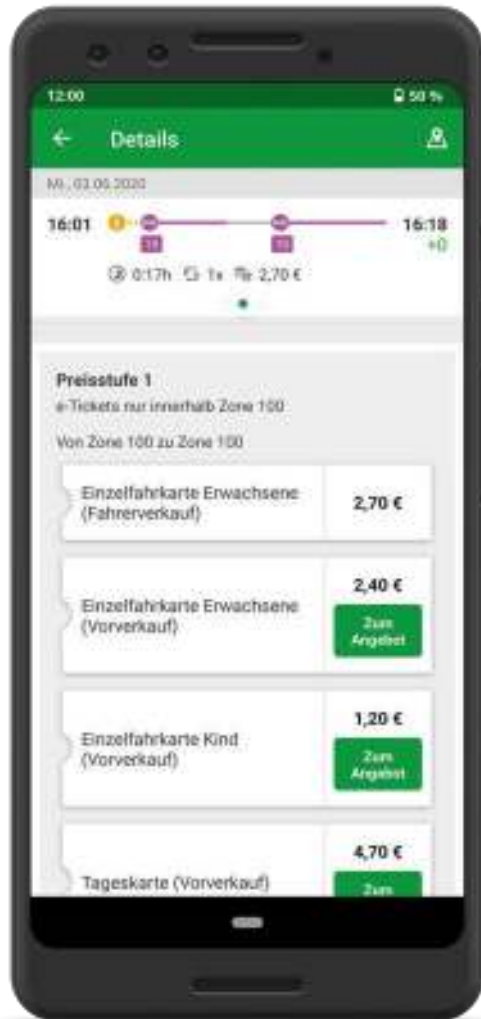 12:00 50 %
Details
Mi., 03.06.2020
16:01 16:18
+0
0:17h 1x 2,70 €
Preisstufe 1
e-Tickets nur innerhalb Zone 100
Von Zone 100 zu Zone 100
Einzelfahrkarte Erwachsene
(Fahrerverkauf)
2,70 €
Einzelfahrkarte Erwachsene
(Vorverkauf)
2,40 €
Zum
Angebot
Einzelfahrkarte Kind
(Vorverkauf)
1,20 €
Zum
Angebot
Tageskarte (Vorverkauf)
4,70 €
Zum